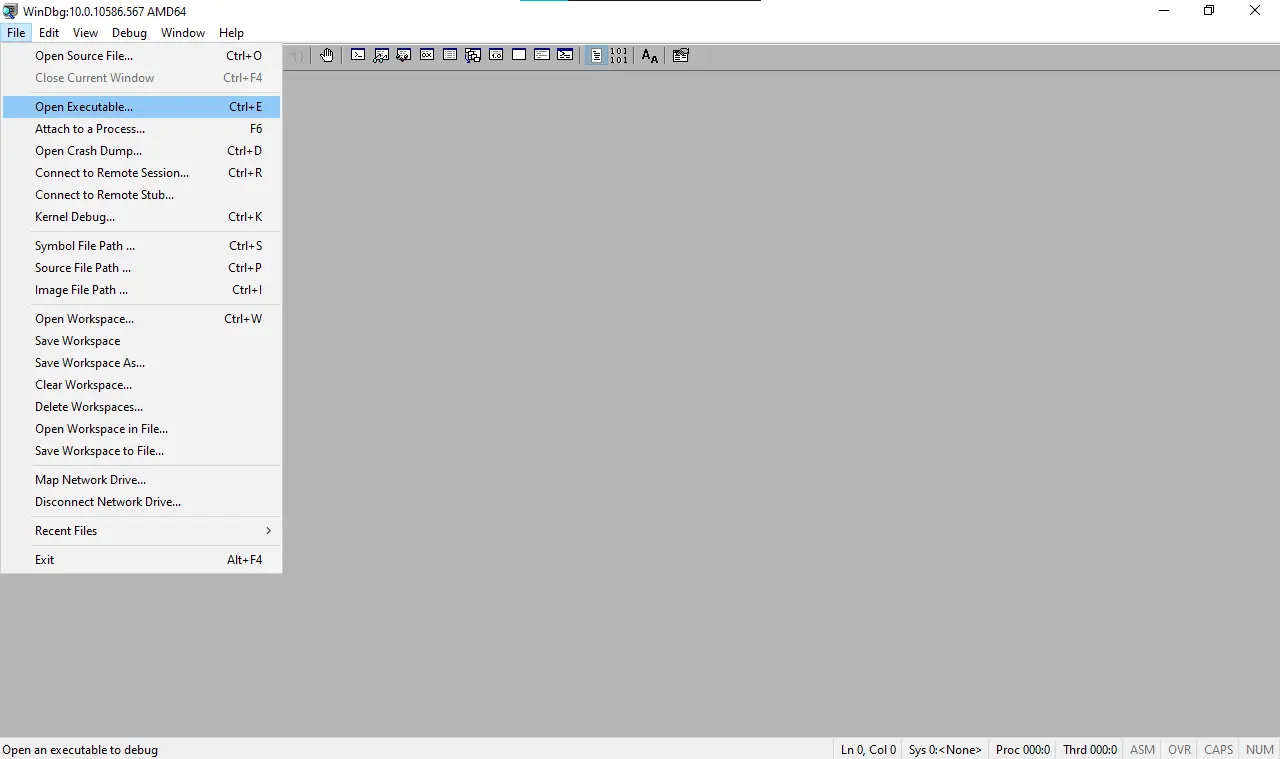 WinDbg:10.0.10586.567 AMD64
File Edit View Debug Window Help
Open Source File... Ctrl+O
Close Current Window Ctrl+F4
Open Executable... Ctrl+E
Attach to a Process... F6
Open Crash Dump... Ctrl+D
Connect to Remote Session... Ctrl+R
Connect to Remote Stub...
Kernel Debug... Ctrl+K
Symbol File Path ... Ctrl+S
Source File Path ... Ctrl+P
Image File Path ... Ctrl+I
Open Workspace... Ctrl+W
Save Workspace
Save Workspace As...
Clear Workspace...
Delete Workspaces...
Open Workspace in File...
Save Workspace to File...
Map Network Drive...
Disconnect Network Drive...
Recent Files
Exit Alt+F4
Open an executable to debug Ln 0, Col 0 Sys 0:<None> Proc 000:0 Thrd 000:0 ASM OVR CAPS NUM